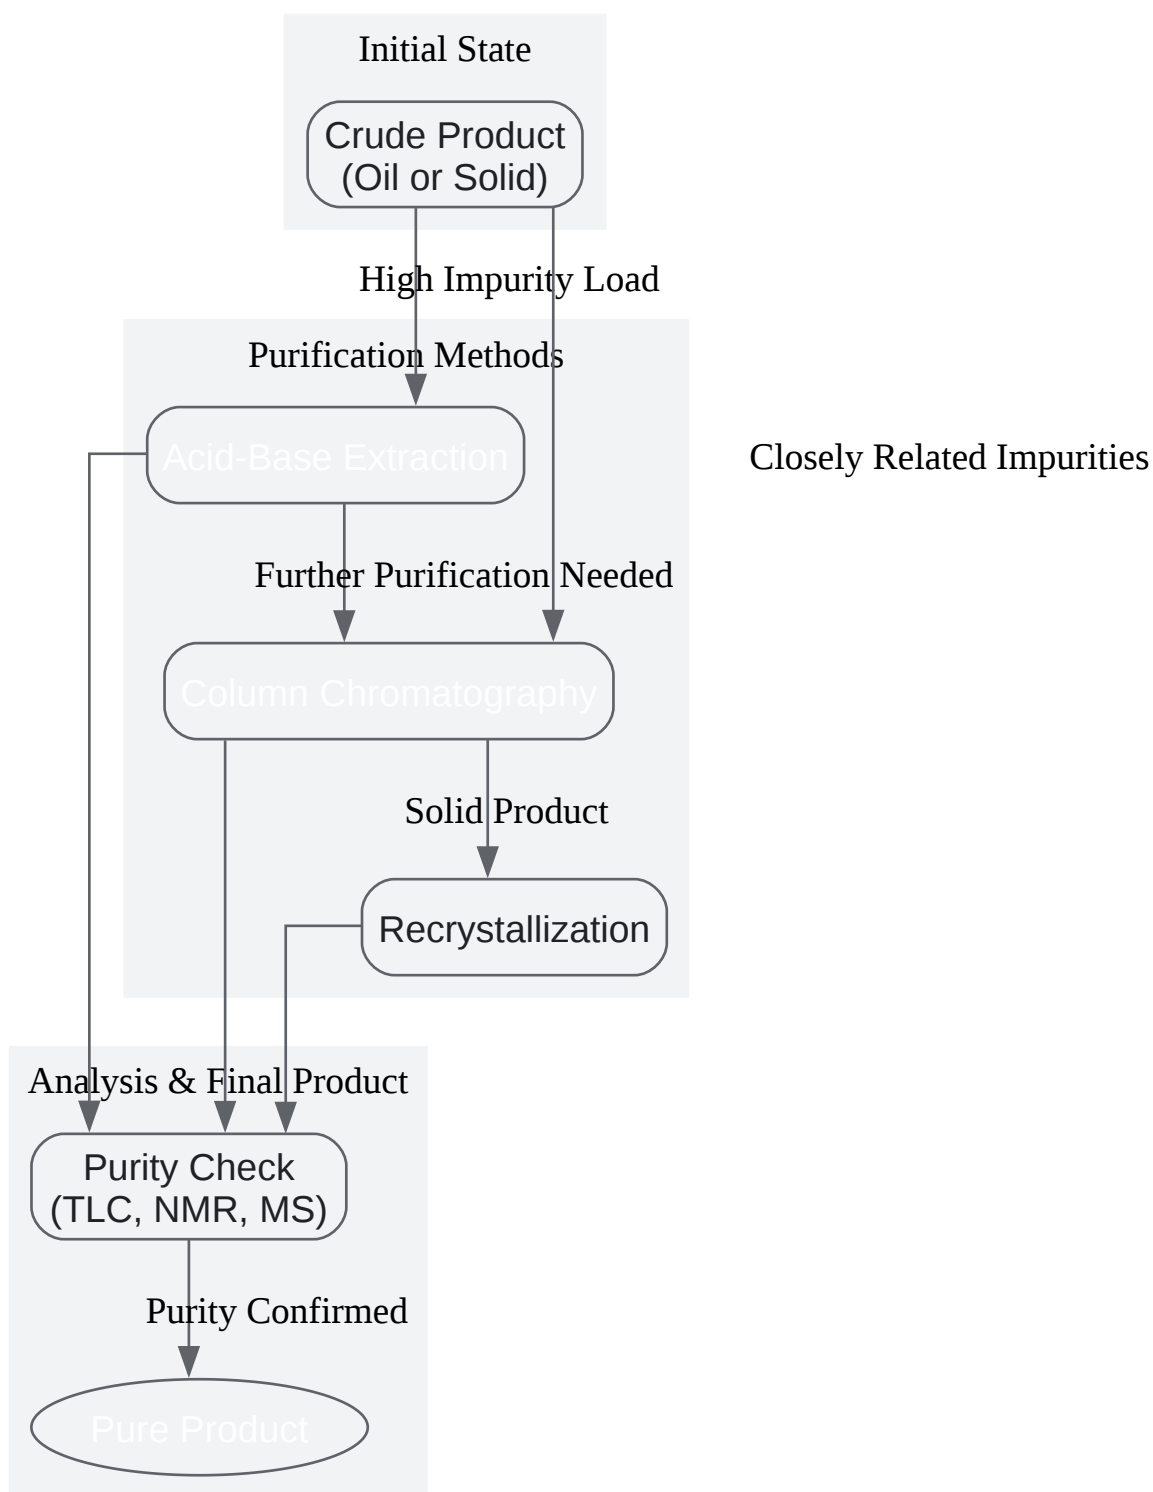 Initial State
Crude Product
(Oil or Solid)
High Impurity Load
Purification Methods
Acid-Base Extraction
Closely Related Impurities
Further Purification Needed
Column Chromatography
Solid Product
Recrystallization
Analysis & Final Product
Purity Check
(TLC, NMR, MS)
Purity Confirmed
Pure Product